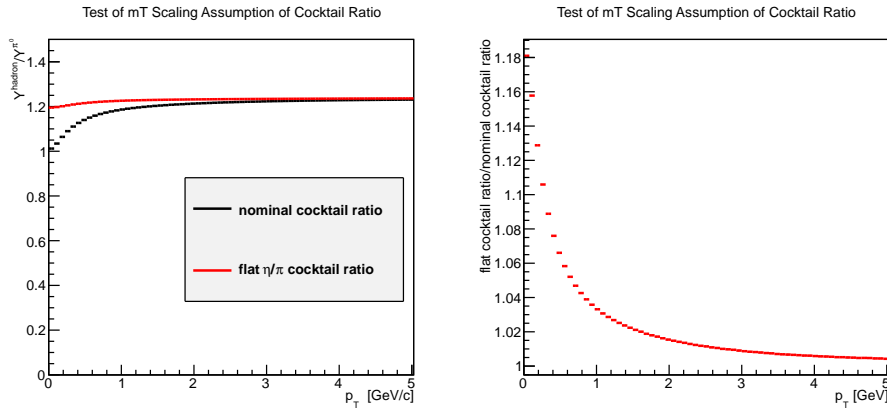 Test of mT Scaling Assumption of Cocktail Ratio
γ^hadron/γ^π⁰
1.4
1.2
1
0.8
0.6
0.4
0.2
0
nominal cocktail ratio
flat η/π cocktail ratio
0 1 2 3 4 5
p_T [GeV/c]
Test of mT Scaling Assumption of Cocktail Ratio
flat cocktail ratio/nominal cocktail ratio
1.18
1.16
1.14
1.12
1.1
1.08
1.06
1.04
1.02
1
0 1 2 3 4 5
p_T [GeV]